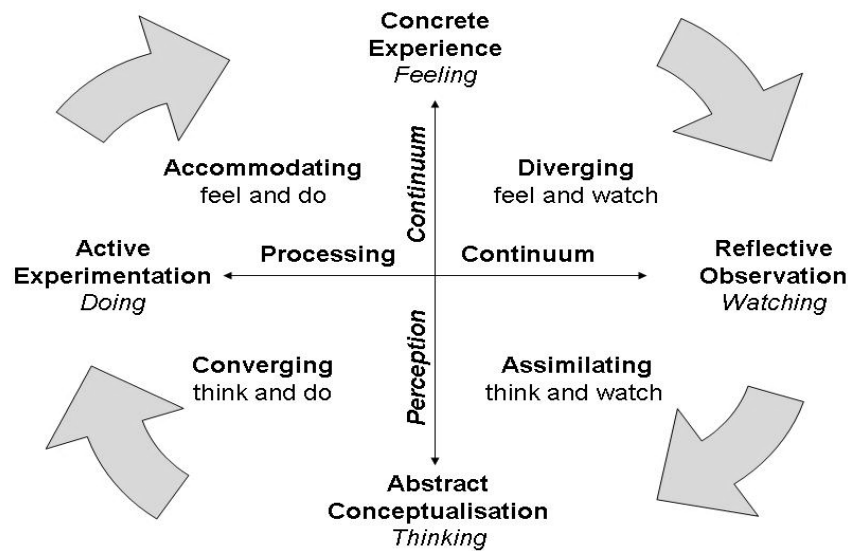 Concrete
Experience
Feeling
Accommodating
feel and do
Continuum
Diverging
feel and watch
Active
Experimentation
Doing
Processing
Continuum
Reflective
Observation
Watching
Converging
think and do
Perception
Assimilating
think and watch
Abstract
Conceptualisation
Thinking